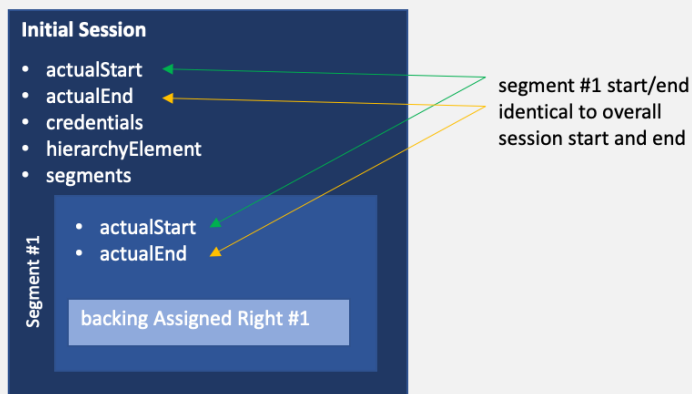 Initial Session
• actualStart
• actualEnd
• credentials
• hierarchyElement
• segments
segment #1 start/end
identical to overall
session start and end
Segment #1
• actualStart
• actualEnd
backing Assigned Right #1